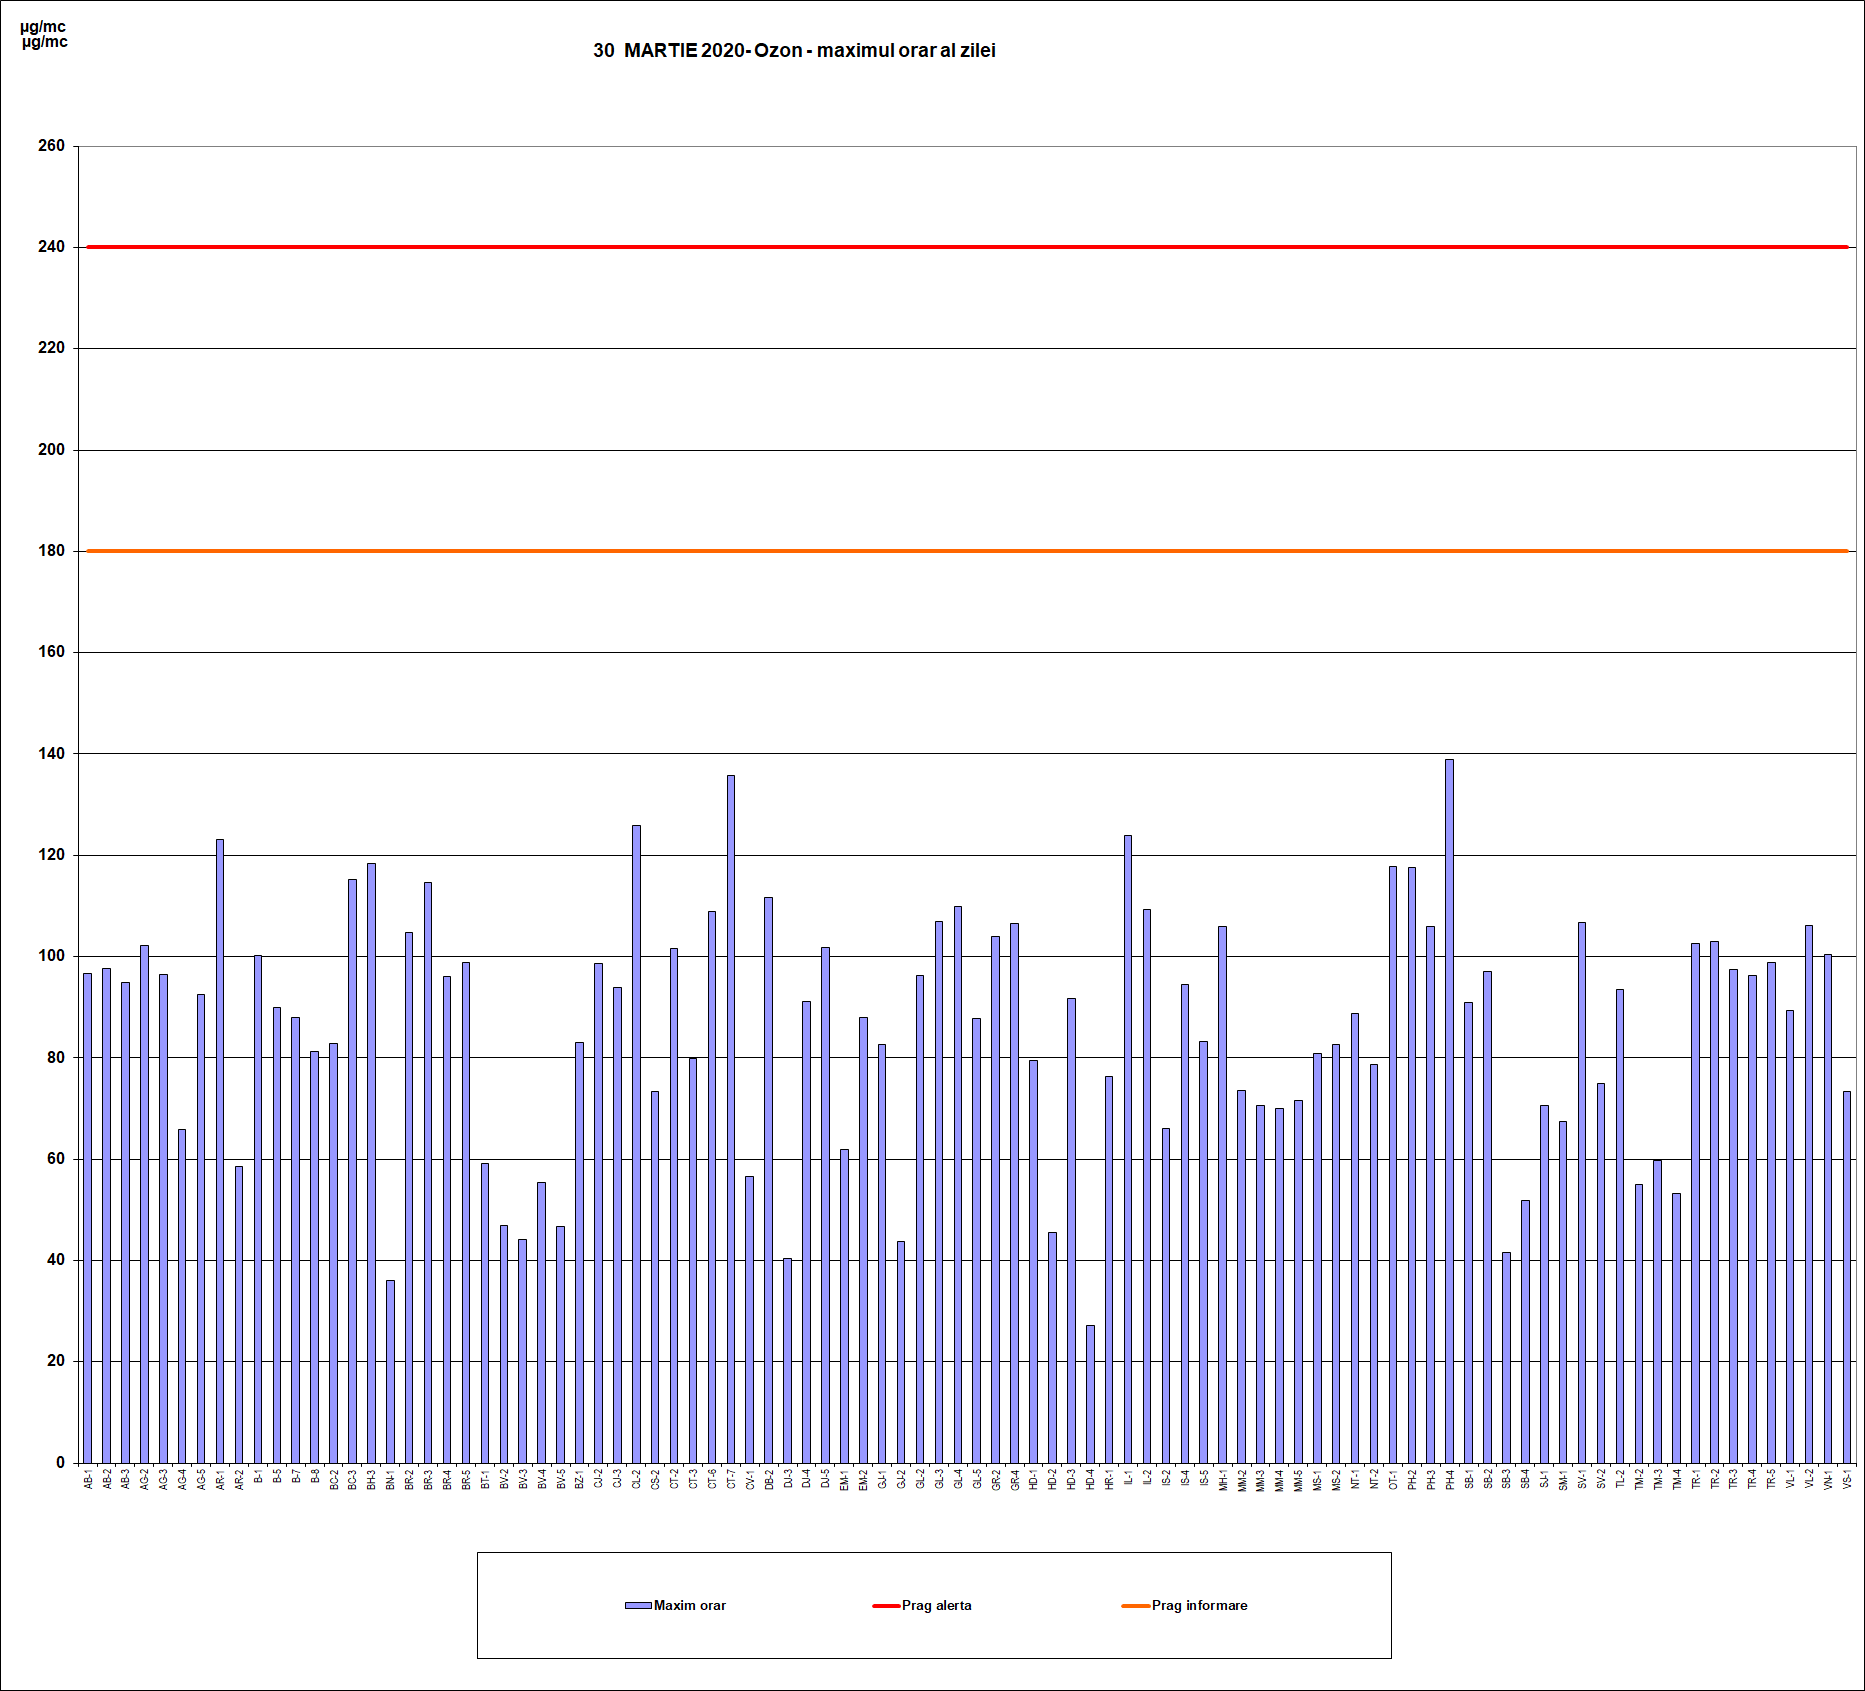 µg/mc
µg/mc
30 MARTIE 2020- Ozon - maximul orar al zilei
260
240
220
200
180
160
140
120
100
80
60
40
20
0
AB-1
AB-2
AB-3
AG-2
AG-3
AG-4
AG-5
AR-1
AR-2
B-1
B-5
B-7
B-8
BC-2
BC-3
BH-3
BN-1
BR-2
BR-3
BR-4
BR-5
BT-1
BV-2
BV-3
BV-4
BV-5
BZ-1
CJ-2
CJ-3
CL-2
CS-2
CT-2
CT-3
CT-6
CT-7
CV-1
DB-2
DJ-3
DJ-4
DJ-5
EM-1
EM-2
GJ-1
GJ-2
GL-2
GL-3
GL-4
GL-5
GR-2
GR-4
HD-1
HD-2
HD-3
HD-4
HR-1
IL-1
IL-2
IS-2
IS-4
IS-5
MH-1
MM-2
MM-3
MM-4
MM-5
MS-1
MS-2
NT-1
NT-2
OT-1
PH-2
PH-3
PH-4
SB-1
SB-2
SB-3
SB-4
SJ-1
SM-1
SV-1
SV-2
TL-2
TM-2
TM-3
TM-4
TR-1
TR-2
TR-3
TR-4
TR-5
VL-1
VL-2
VN-1
VS-1
Maxim orar
Prag alerta
Prag informare